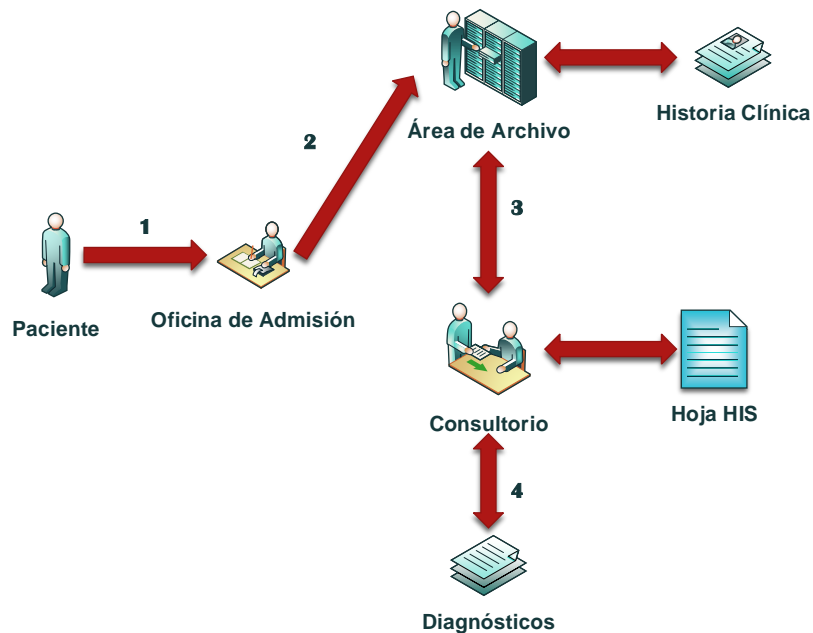 Área de Archivo
Historia Clínica
2
1
3
Paciente
Oficina de Admisión
Consultorio
Hoja HIS
4
Diagnósticos